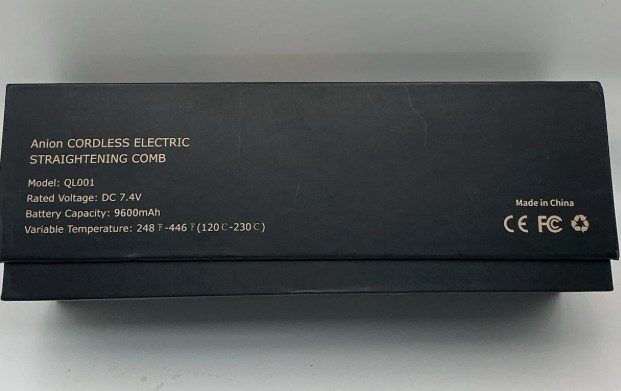 Anion CORDLESS ELECTRIC
STRAIGHTENING COMB
Model: QL001
Rated Voltage: DC 7.4V
Battery Capacity: 9600mAh
Variable Temperature: 248℉-446℉(120℃-230℃)
Made in China
CE FC